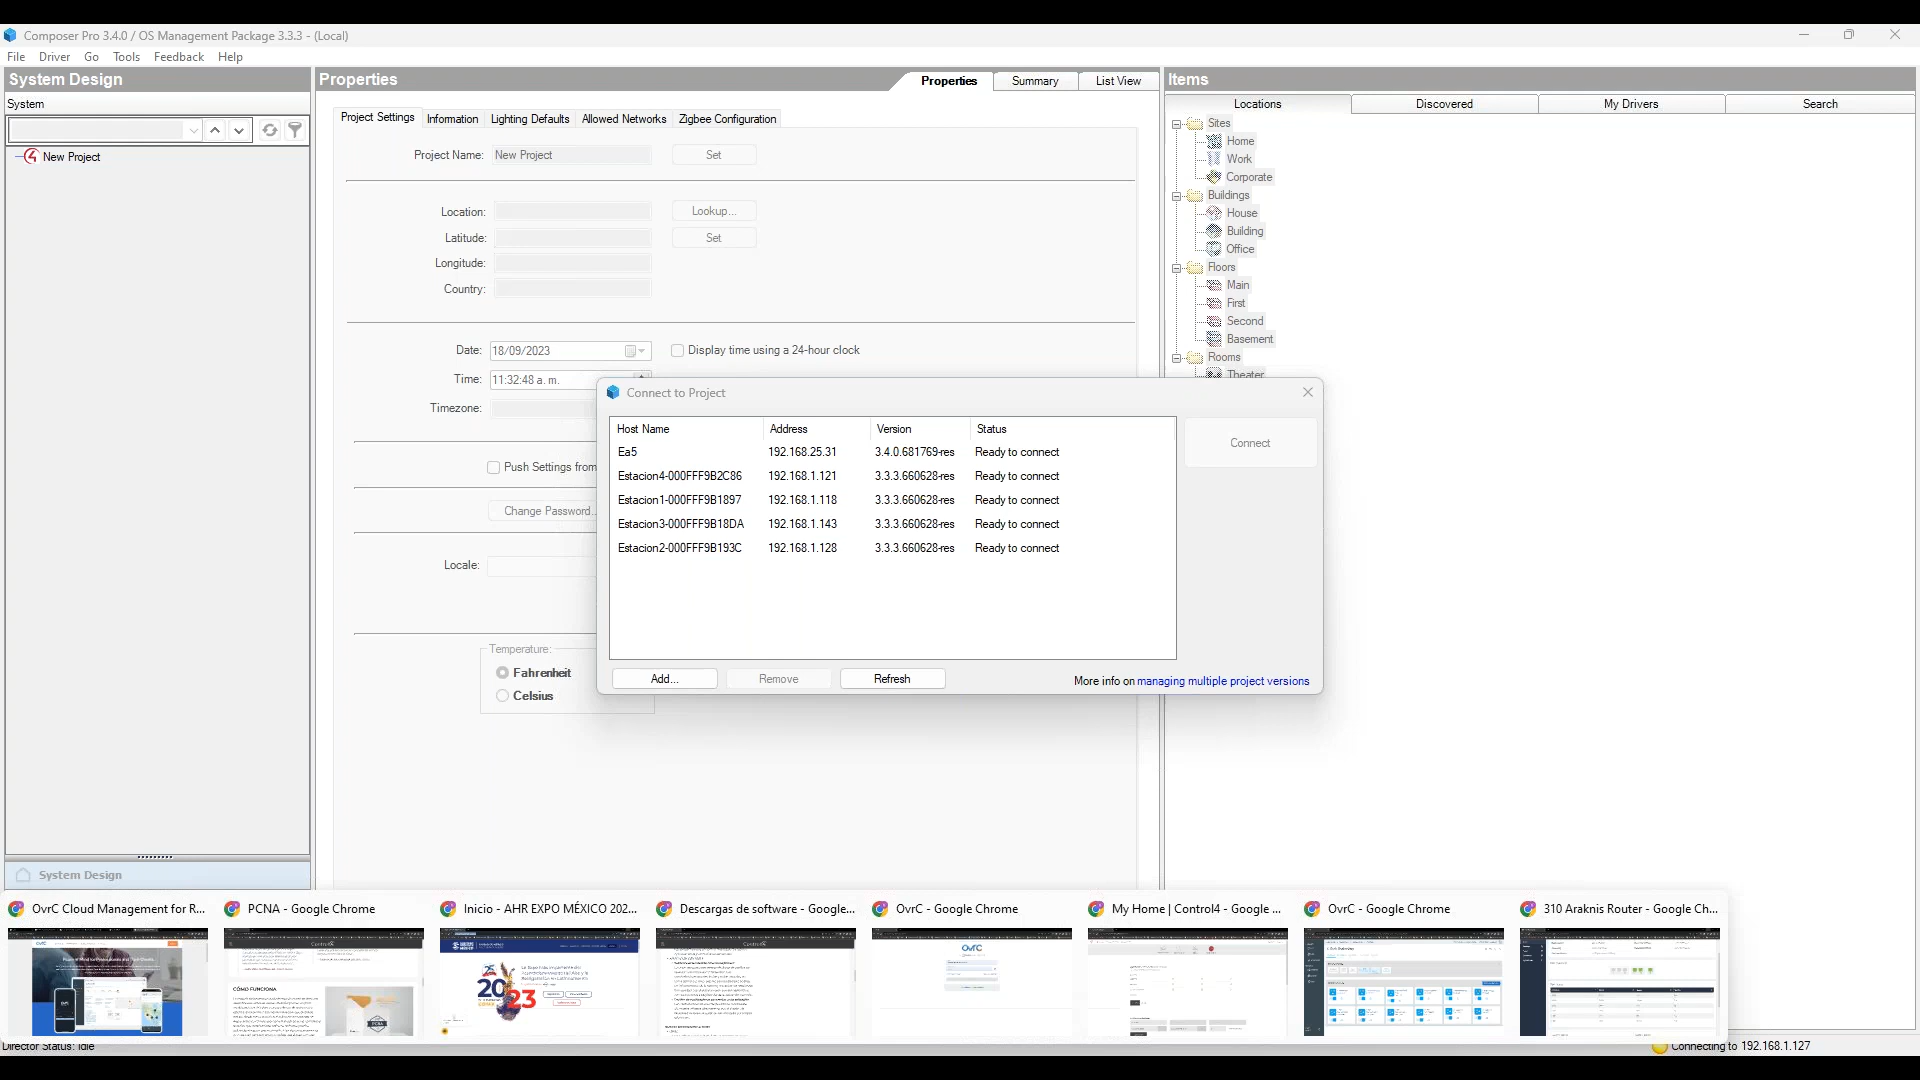 Composer Pro 3.4.0 / OS Management Package 3.3.3 - (Local)
File Driver Go Tools Feedback Help
System Design
System
New Project
System Design
Properties
Properties Summary List View
Project Settings Information Lighting Defaults Allowed Networks Zigbee Configuration
Project Name: New Project Set
Location: Lookup...
Latitude: Set
Longitude:
Country:
Date: 18/09/2023 Display time using a 24-hour clock
Time: 11:32:48 a. m.
Timezone:
Push Settings from
Change Password...
Locale:
Temperature:
Fahrenheit
Celsius
Items
Locations Discovered My Drivers Search
Sites
Home
Work
Corporate
Buildings
House
Building
Office
Floors
Main
First
Second
Basement
Rooms
Theater
Connect to Project
Host Name Address Version Status
Ea5 192.168.25.31 3.4.0.681769-res Ready to connect
Estacion4-000FFF9B2C86 192.168.1.121 3.3.3.660628-res Ready to connect
Estacion1-000FFF9B1897 192.168.1.118 3.3.3.660628-res Ready to connect
Estacion3-000FFF9B18DA 192.168.1.143 3.3.3.660628-res Ready to connect
Estacion2-000FFF9B193C 192.168.1.128 3.3.3.660628-res Ready to connect
Connect
Add... Remove Refresh
More info on managing multiple project versions
OvrC Cloud Management for R...
PCNA - Google Chrome
Inicio - AHR EXPO MÉXICO 202...
Descargas de software - Google...
OvrC - Google Chrome
My Home | Control4 - Google ...
OvrC - Google Chrome
310 Araknis Router - Google Ch...
CÓMO FUNCIONA
PCNA
25
2023
OvrC
Director Status: Idle
Connecting to 192.168.1.127